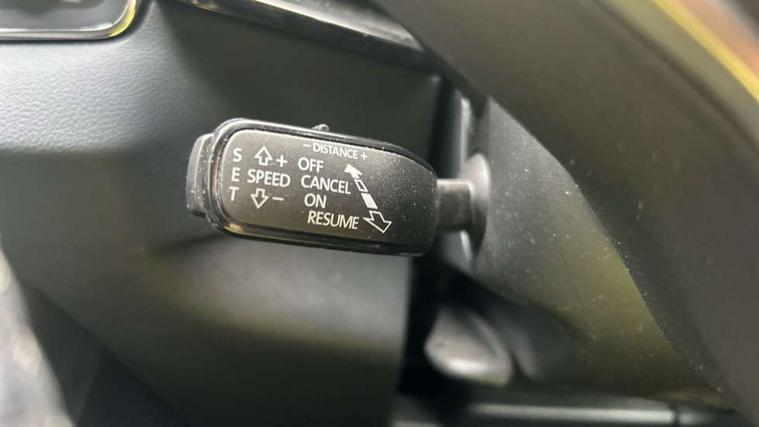 - DISTANCE +
S + OFF
E SPEED CANCEL
T - ON
RESUME